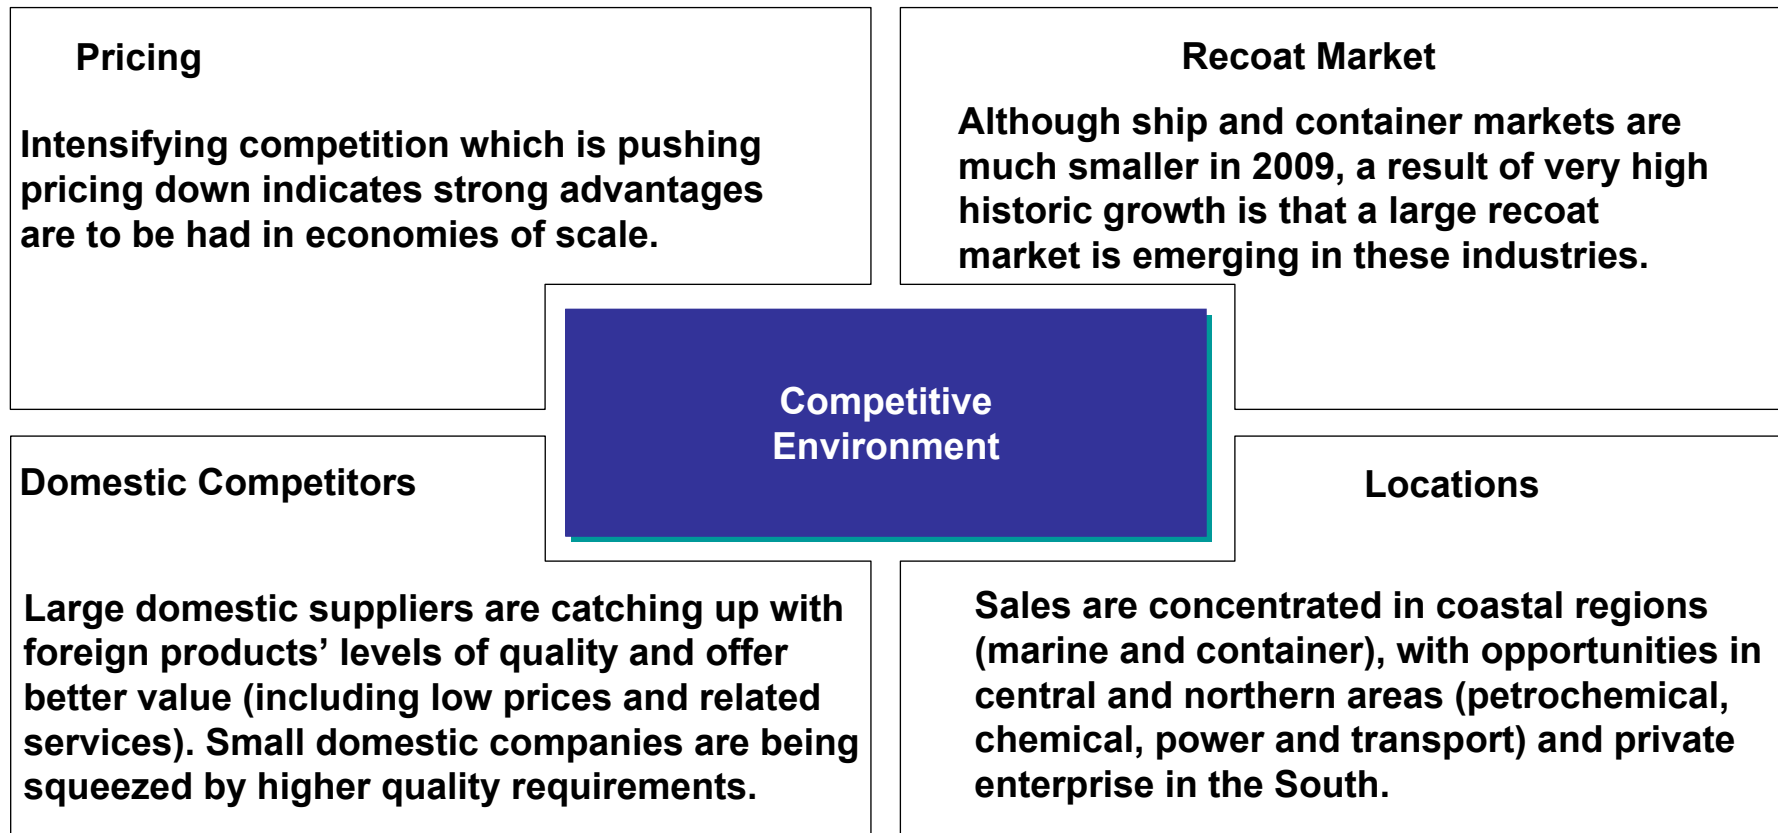 Pricing
Intensifying competition which is pushing
pricing down indicates strong advantages
are to be had in economies of scale.
Recoat Market
Although ship and container markets are
much smaller in 2009, a result of very high
historic growth is that a large recoat
market is emerging in these industries.
Competitive
Environment
Domestic Competitors
Large domestic suppliers are catching up with
foreign products’ levels of quality and offer
better value (including low prices and related
services). Small domestic companies are being
squeezed by higher quality requirements.
Locations
Sales are concentrated in coastal regions
(marine and container), with opportunities in
central and northern areas (petrochemical,
chemical, power and transport) and private
enterprise in the South.